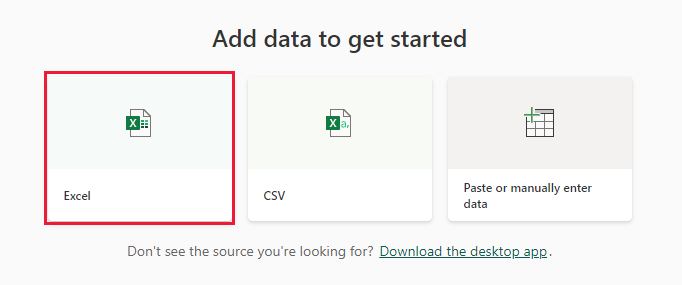 Add data to get started
X
X a,
Excel
CSV
Paste or manually enter
data
Don't see the source you're looking for? Download the desktop app.